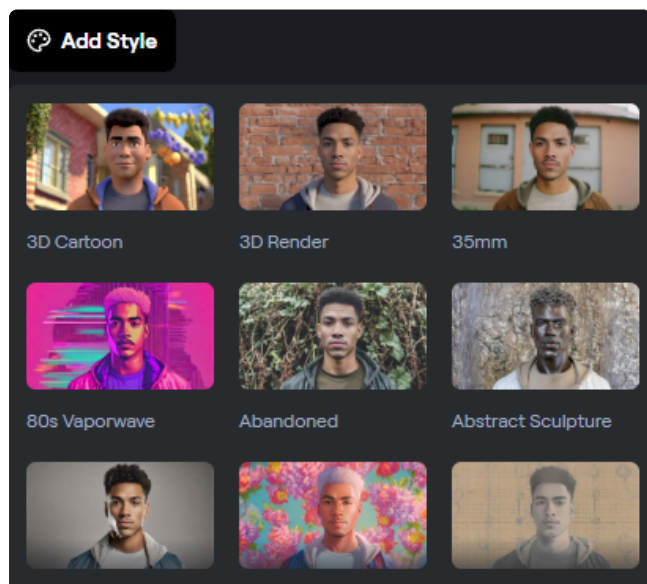 Add Style
3D Cartoon
3D Render
35mm
80s Vaporwave
Abandoned
Abstract Sculpture